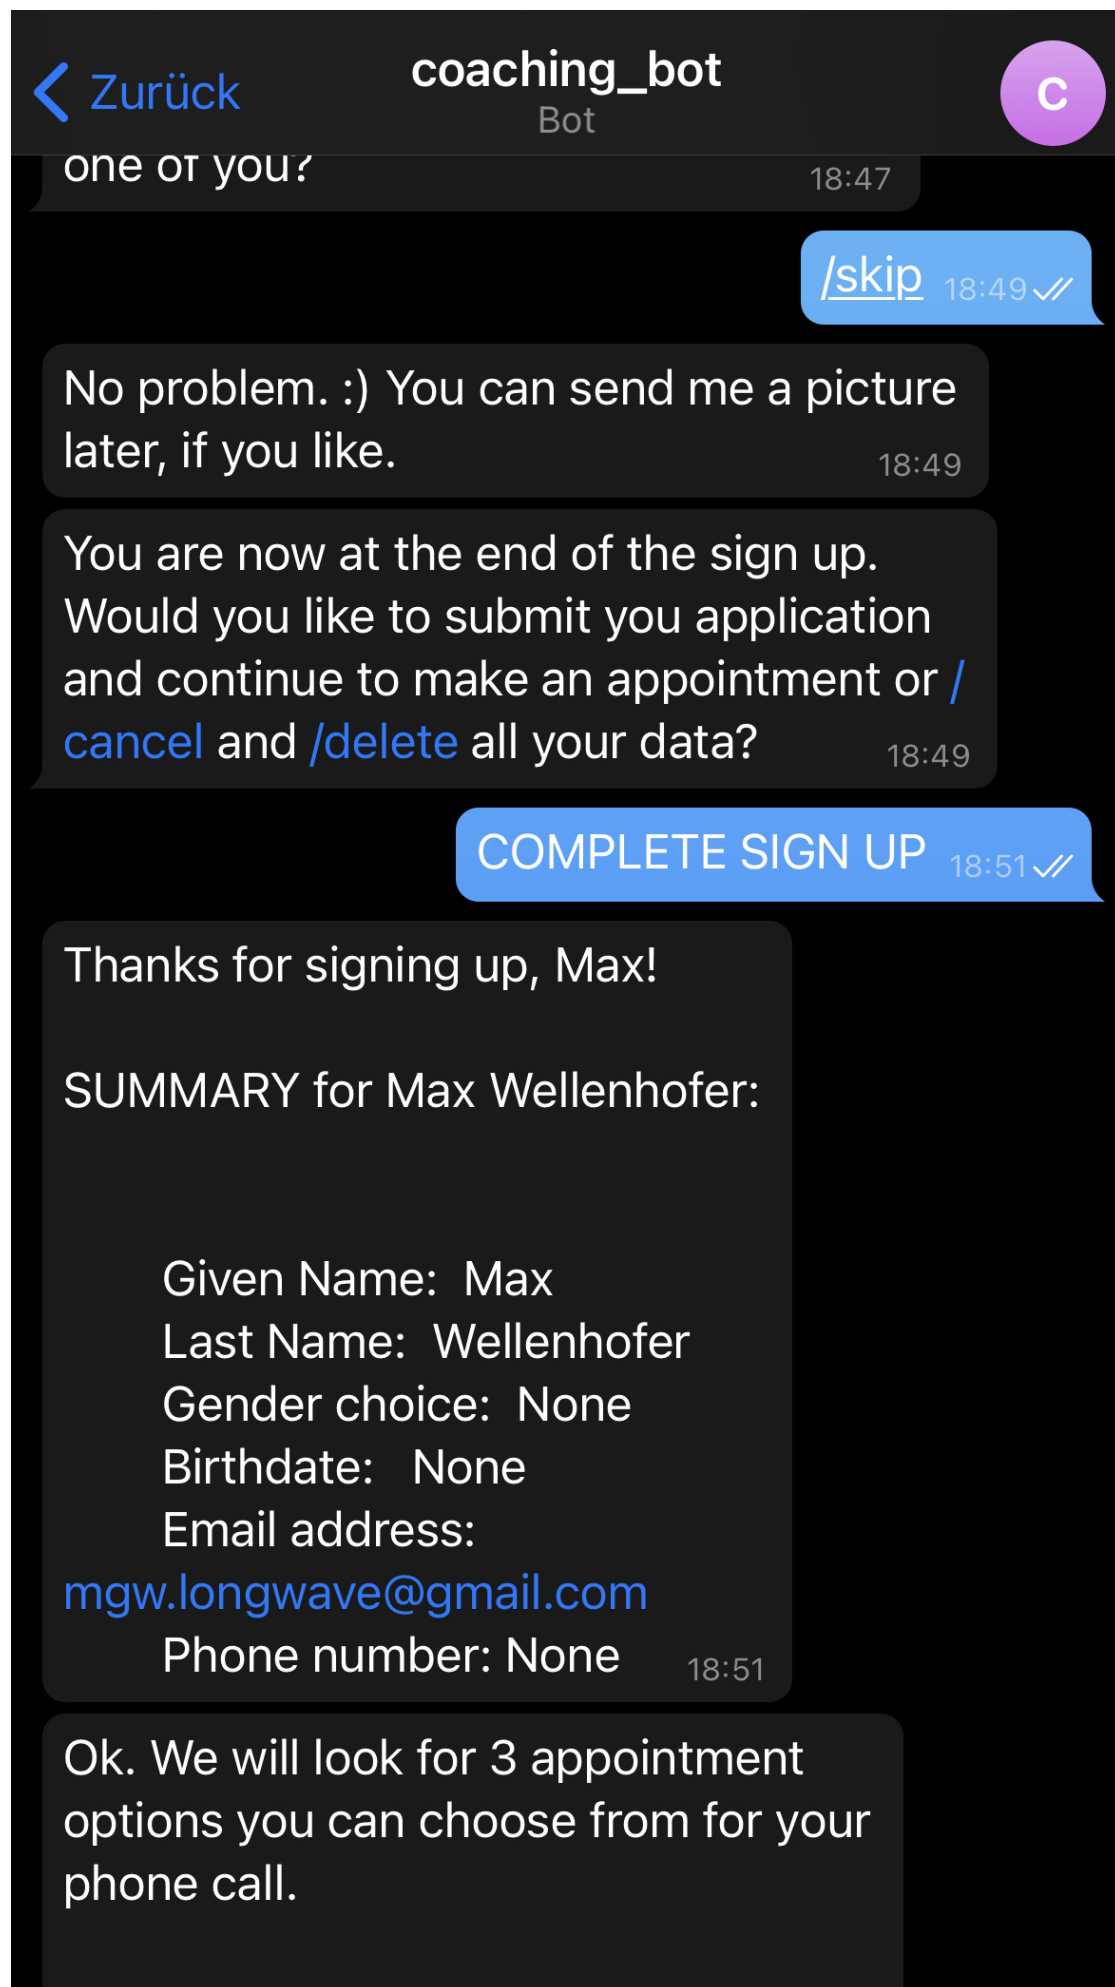 Zurück
coaching_bot
Bot
C
one of you?
18:47
/skip 18:49
No problem. :) You can send me a picture
later, if you like.
18:49
You are now at the end of the sign up.
Would you like to submit you application
and continue to make an appointment or /
cancel and /delete all your data?
18:49
COMPLETE SIGN UP 18:51
Thanks for signing up, Max!
SUMMARY for Max Wellenhofer:
Given Name:  Max
Last Name:  Wellenhofer
Gender choice:  None
Birthdate:   None
Email address:
mgw.longwave@gmail.com
Phone number: None
18:51
Ok. We will look for 3 appointment
options you can choose from for your
phone call.